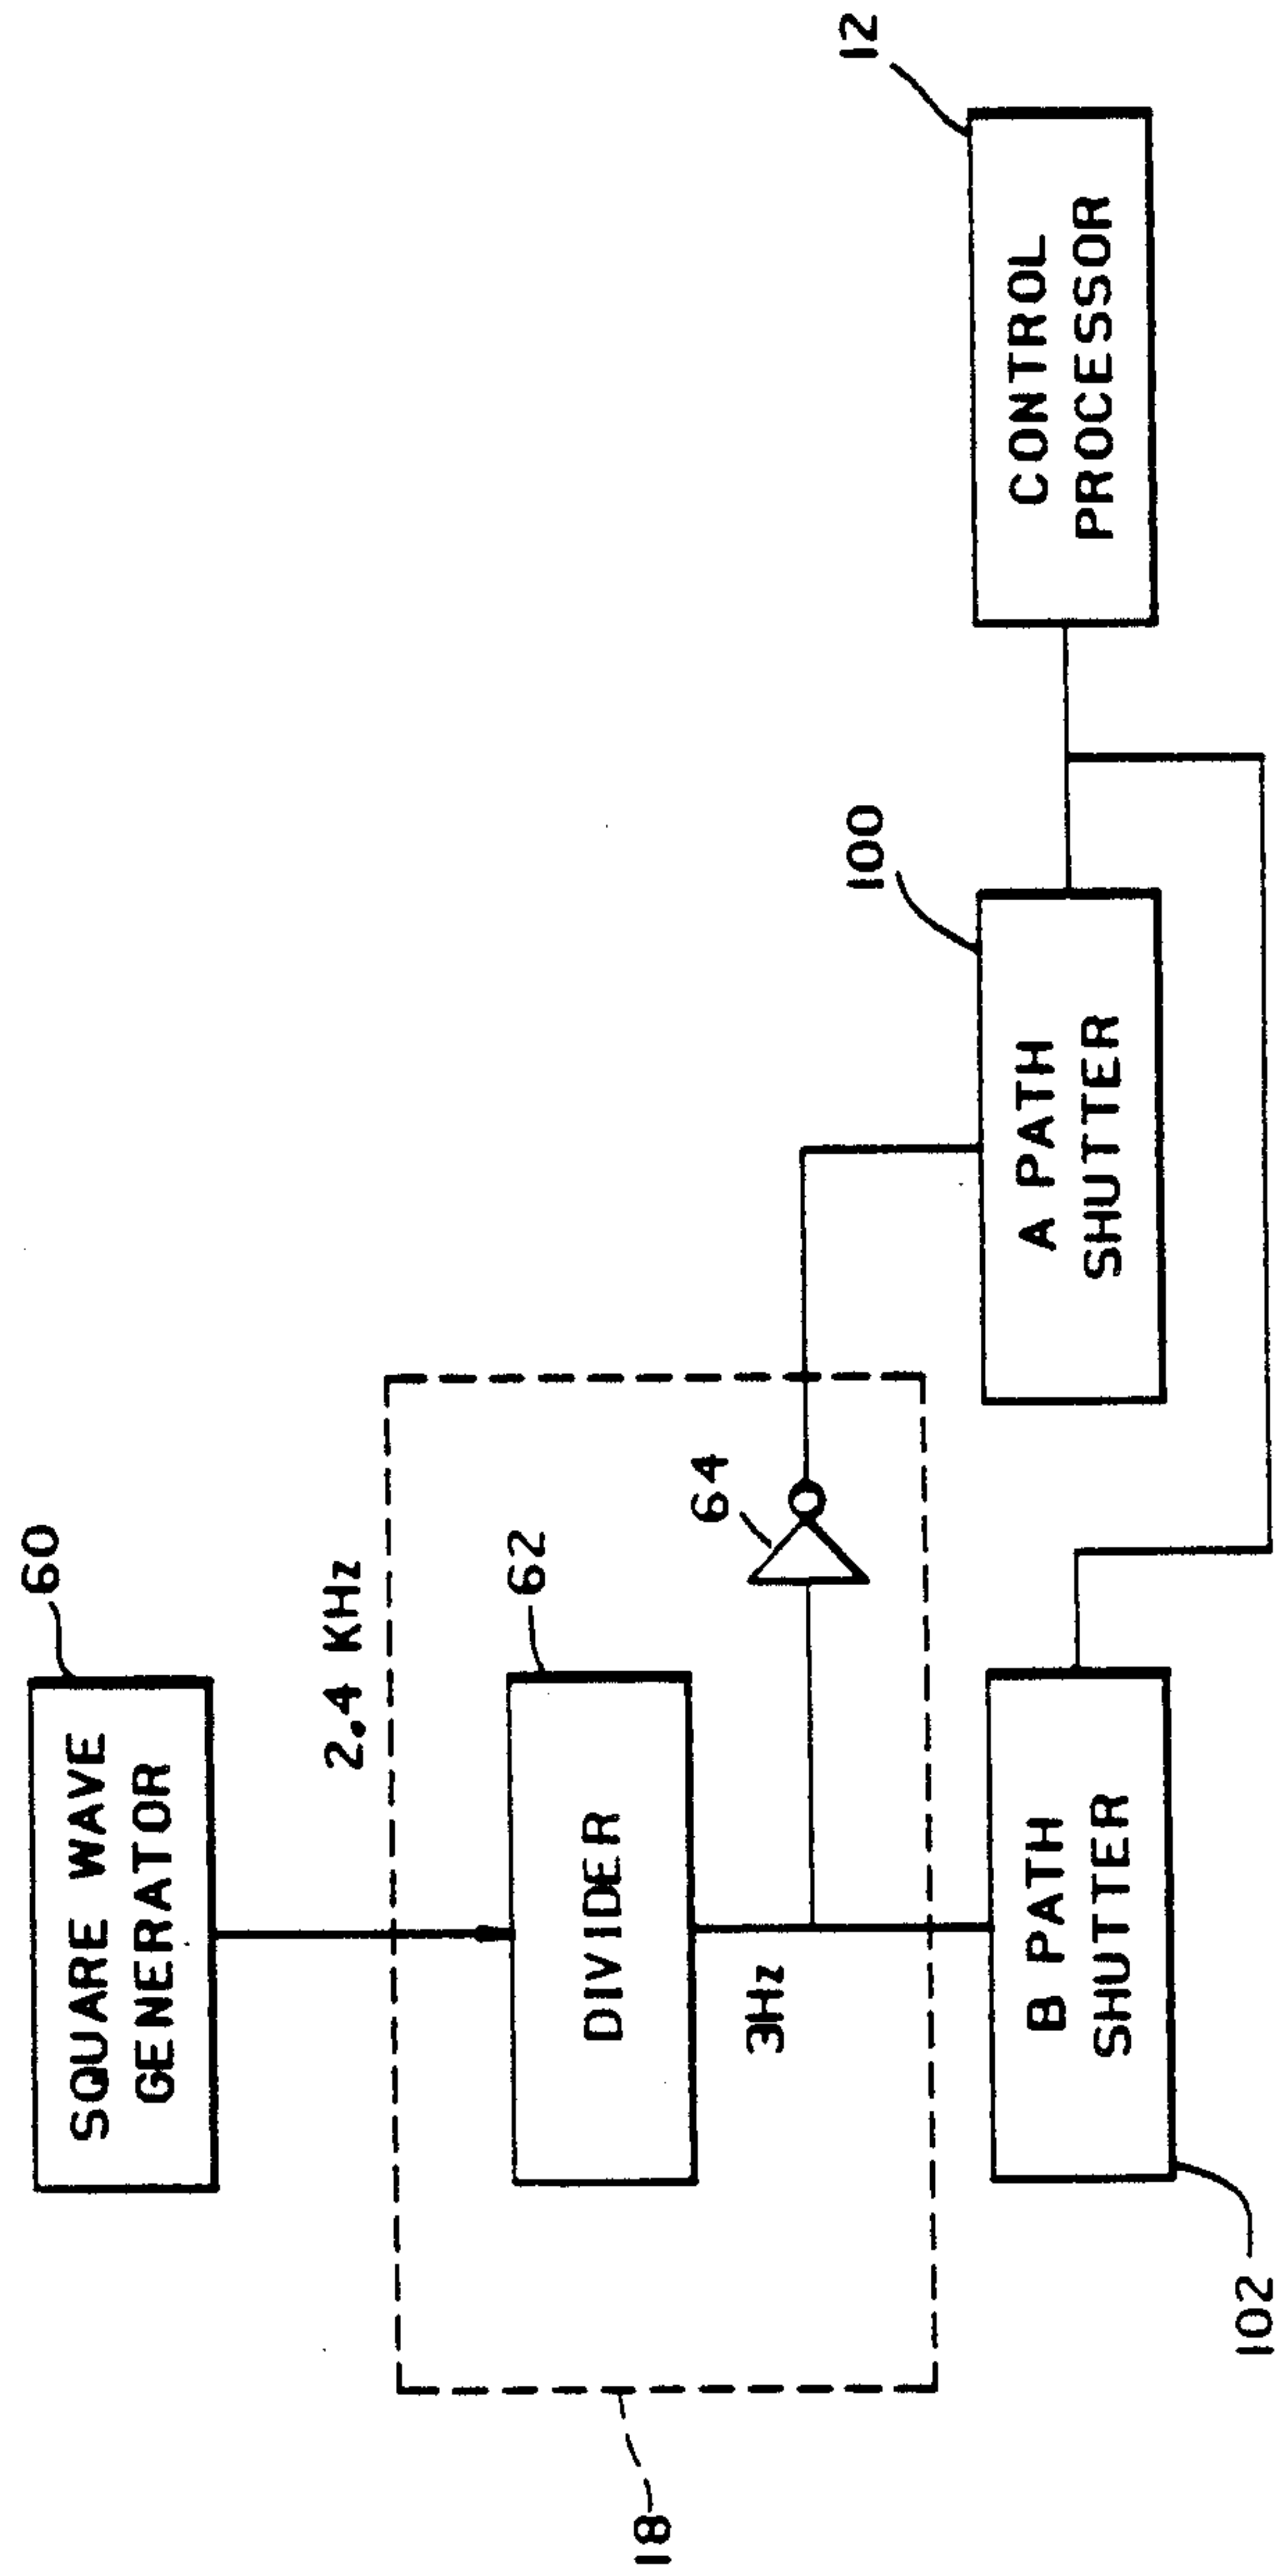 60
SQUARE WAVE
GENERATOR
2.4 KHz
18
62
DIVIDER
64
3Hz
102
B PATH
SHUTTER
100
A PATH
SHUTTER
12
CONTROL
PROCESSOR